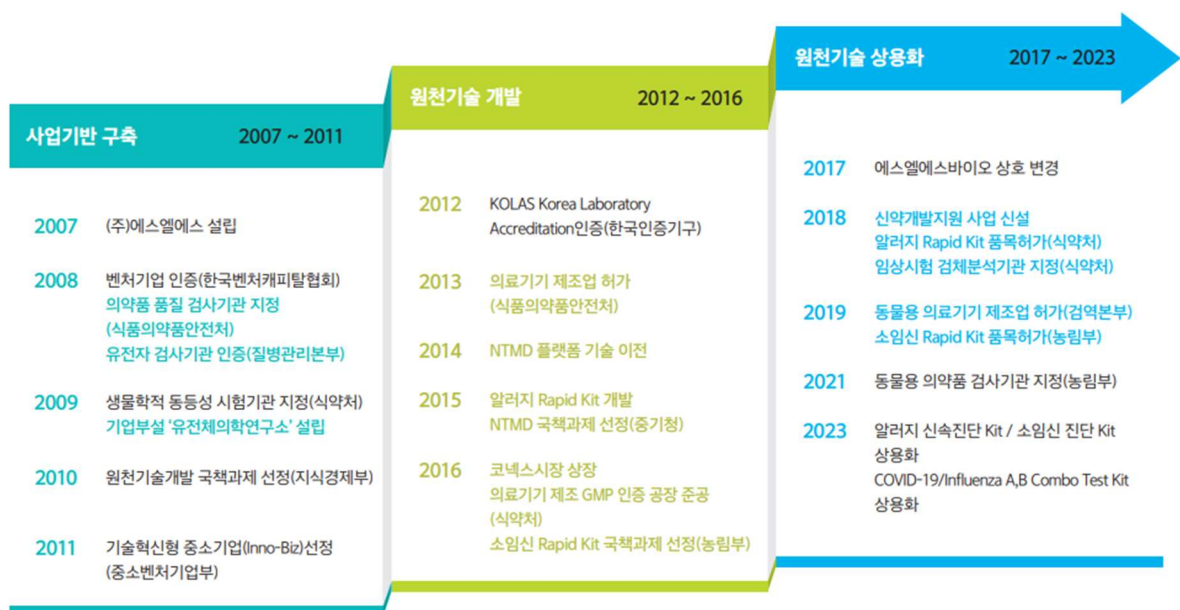 사업기반 구축 2007 ~ 2011
2007 (주)에스엘에스 설립
2008 벤처기업 인증(한국벤처캐피탈협회)
의약품 품질 검사기관 지정
(식품의약품안전처)
유전자 검사기관 인증(질병관리본부)
2009 생물학적 동등성 시험기관 지정(식약처)
기업부설 '유전체의학연구소' 설립
2010 원천기술개발 국책과제 선정(지식경제부)
2011 기술혁신형 중소기업(Inno-Biz)선정
(중소벤처기업부)
원천기술 개발 2012 ~ 2016
2012 KOLAS Korea Laboratory
Accreditation인증(한국인증기구)
2013 의료기기 제조업 허가
(식품의약품안전처)
2014 NTMD 플랫폼 기술 이전
2015 알러지 Rapid Kit 개발
NTMD 국책과제 선정(중기청)
2016 코넥스시장 상장
의료기기 제조 GMP 인증 공장 준공
(식약처)
소임신 Rapid Kit 국책과제 선정(농림부)
원천기술 상용화 2017 ~ 2023
2017 에스엘에스바이오 상호 변경
2018 신약개발지원 사업 신설
알러지 Rapid Kit 품목허가(식약처)
임상시험 검체분석기관 지정(식약처)
2019 동물용 의료기기 제조업 허가(검역본부)
소임신 Rapid Kit 품목허가(농림부)
2021 동물용 의약품 검사기관 지정(농림부)
2023 알러지 신속진단 Kit / 소임신 진단 Kit
상용화
COVID-19/Influenza A,B Combo Test Kit
상용화